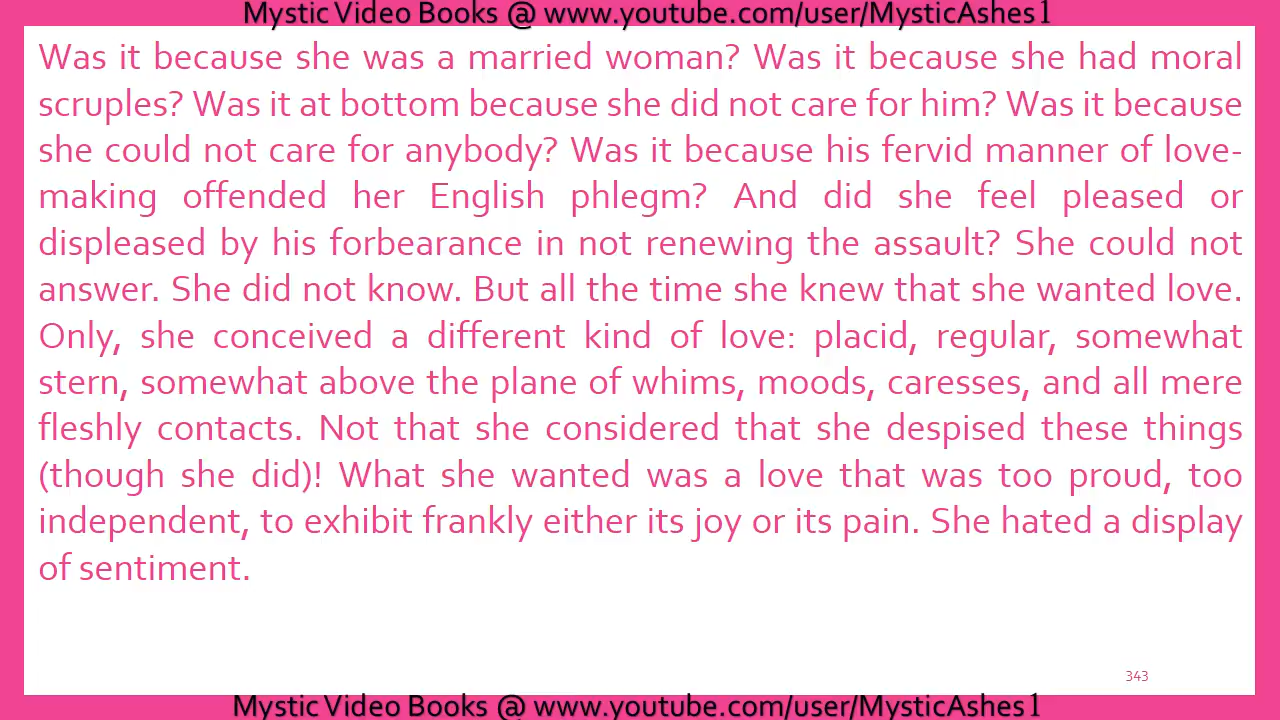 Mystic Video Books @ www.youtube.com/user/MysticAshes1
Was it because she was a married woman? Was it because she had moral
scruples? Was it at bottom because she did not care for him? Was it because
she could not care for anybody? Was it because his fervid manner of love-
making offended her English phlegm? And did she feel pleased or
displeased by his forbearance in not renewing the assault? She could not
answer. She did not know. But all the time she knew that she wanted love.
Only, she conceived a different kind of love: placid, regular, somewhat
stern, somewhat above the plane of whims, moods, caresses, and all mere
fleshly contacts. Not that she considered that she despised these things
(though she did)! What she wanted was a love that was too proud, too
independent, to exhibit frankly either its joy or its pain. She hated a display
of sentiment.
343
Mystic Video Books @ www.youtube.com/user/MysticAshes1